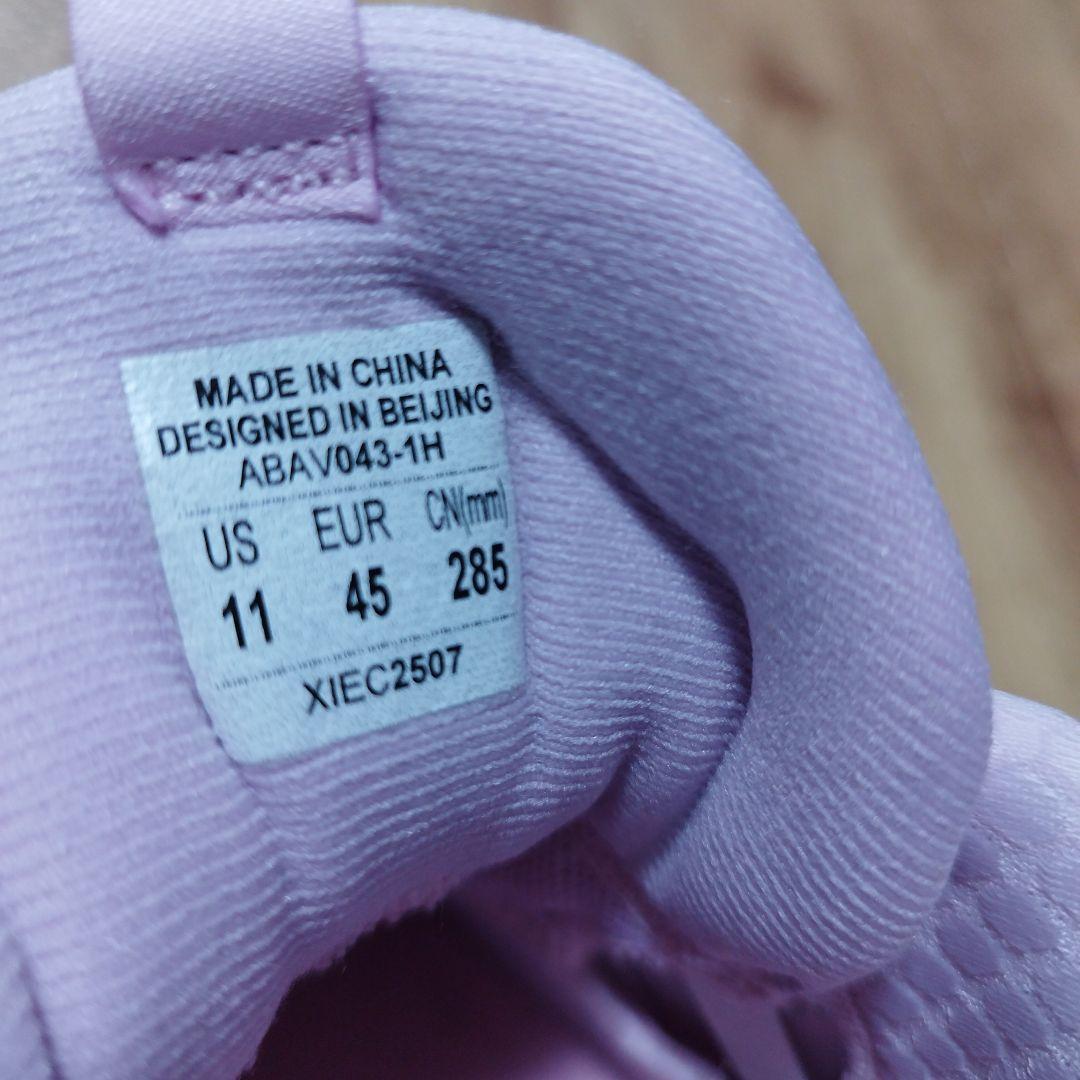 MADE IN CHINA
DESIGNED IN BEIJING
ABAV043-1H
US EUR CN(mm)
11 45 285
XIEC2507